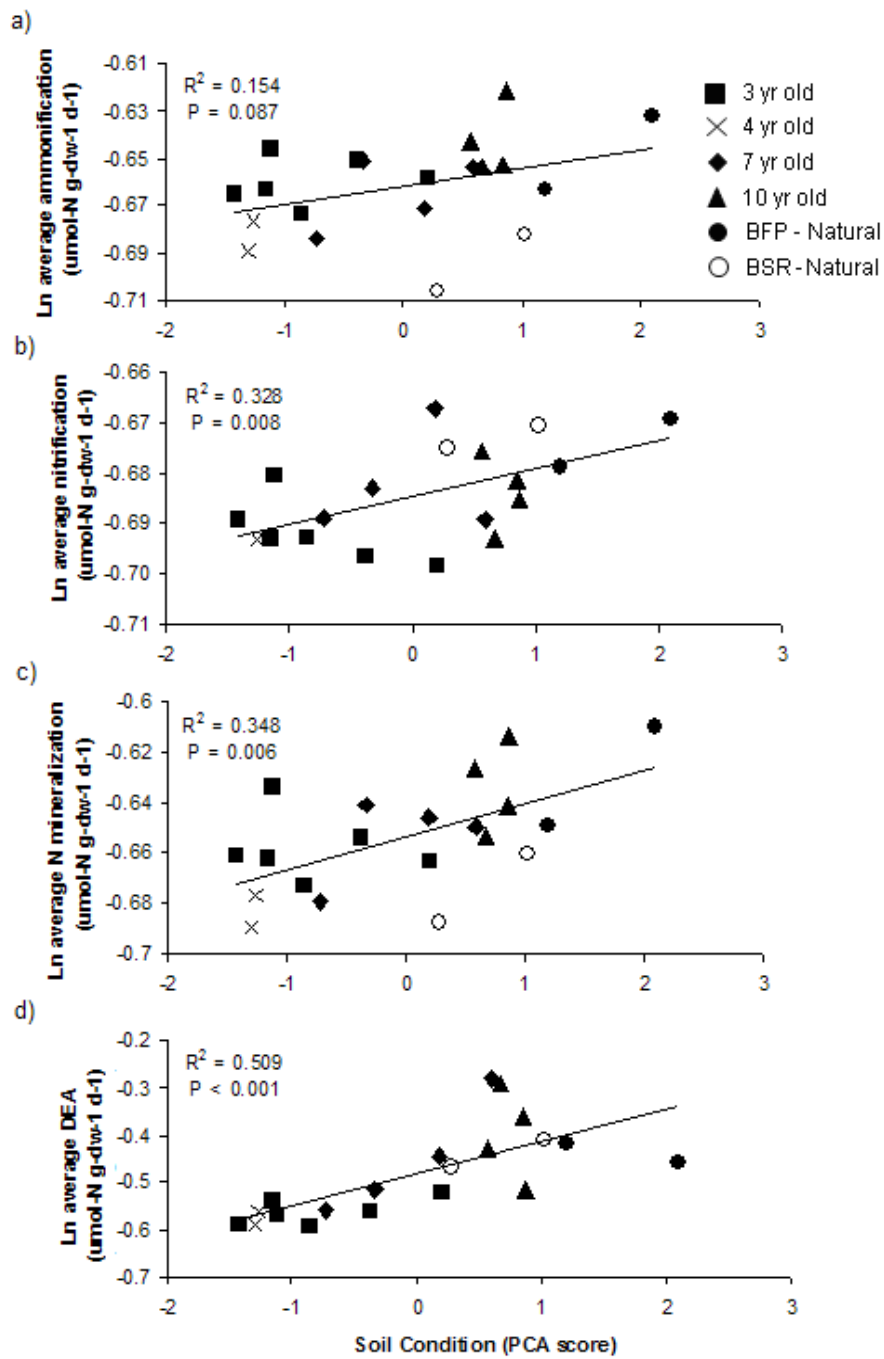 a)
Ln average ammonification
(umol-N g-dw-1 d-1)
-0.61
-0.63
-0.65
-0.67
-0.69
-0.71
R² = 0.154
P = 0.087
-2 -1 0 1 2 3
3 yr old
4 yr old
7 yr old
10 yr old
BFP - Natural
BSR - Natural
b)
Ln average nitrification
(umol-N g-dw-1 d-1)
-0.66
-0.67
-0.68
-0.69
-0.70
-0.71
R² = 0.328
P = 0.008
-2 -1 0 1 2 3
c)
Ln average N mineralization
(umol-N g-dw-1 d-1)
-0.6
-0.62
-0.64
-0.66
-0.68
-0.7
R² = 0.348
P = 0.006
-2 -1 0 1 2 3
d)
Ln average DEA
(umol-N g-dw-1 d-1)
-0.2
-0.3
-0.4
-0.5
-0.6
-0.7
R² = 0.509
P < 0.001
-2 -1 0 1 2 3
Soil Condition (PCA score)